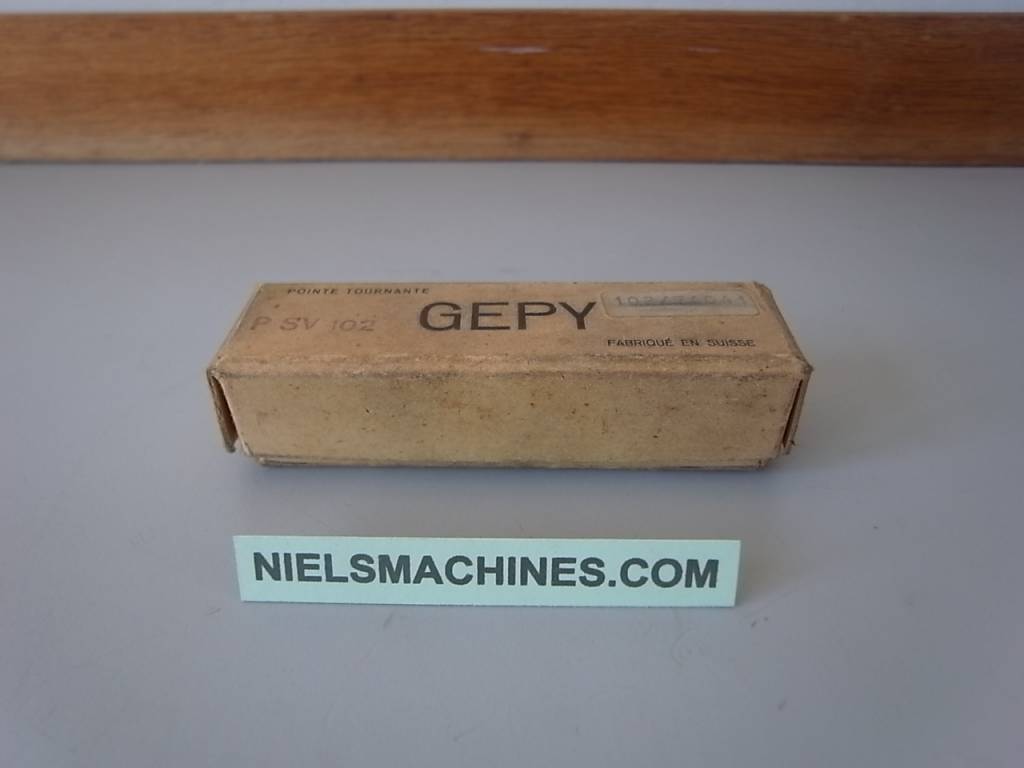 POINTE TOURNANTE
P SV 102
GEPY
FABRIQUÉ EN SUISSE
NIELSMACHINES.COM